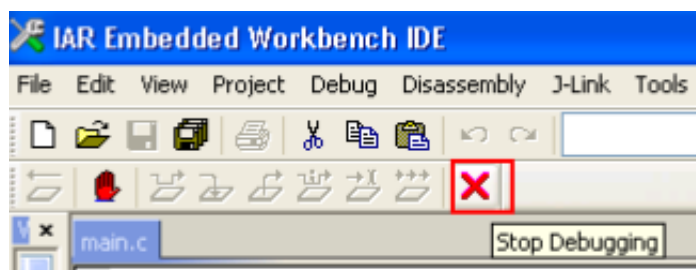 IAR Embedded Workbench IDE
File Edit View Project Debug Disassembly J-Link Tools
main.c
Stop Debugging